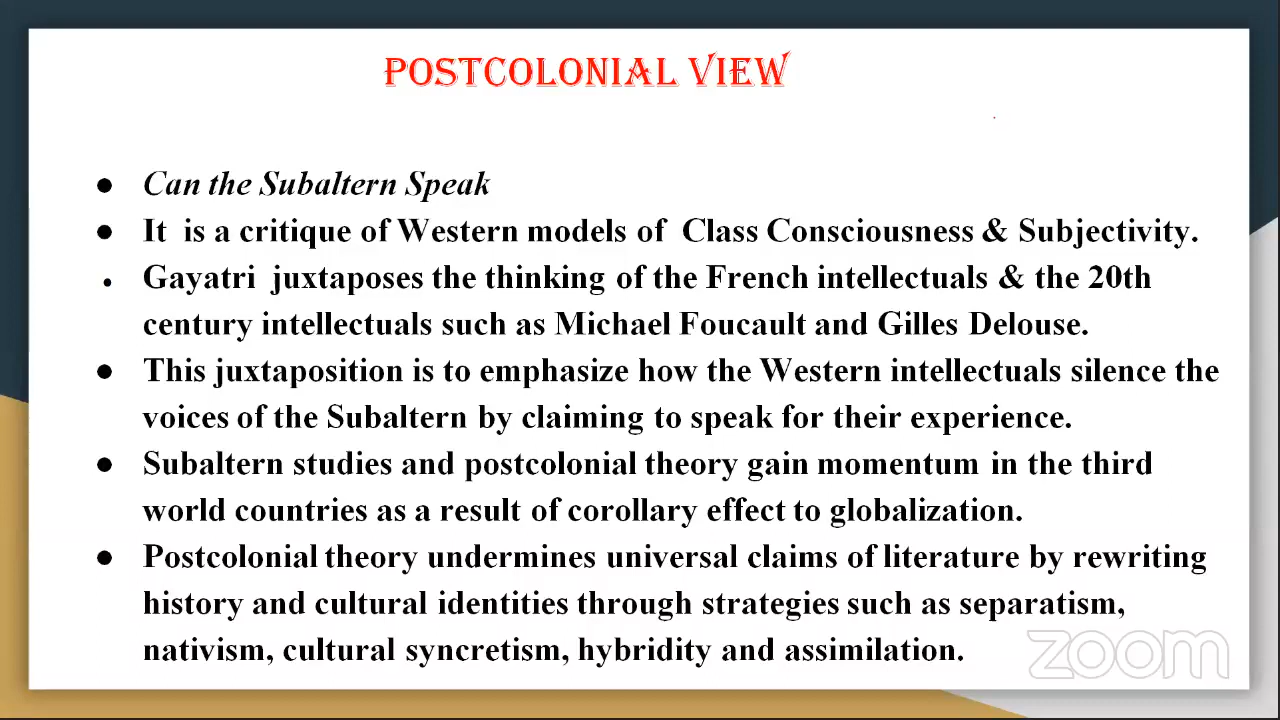 POSTCOLONIAL VIEW
● Can the Subaltern Speak
● It is a critique of Western models of Class Consciousness & Subjectivity.
● Gayatri juxtaposes the thinking of the French intellectuals & the 20th
century intellectuals such as Michael Foucault and Gilles Delouse.
● This juxtaposition is to emphasize how the Western intellectuals silence the
voices of the Subaltern by claiming to speak for their experience.
● Subaltern studies and postcolonial theory gain momentum in the third
world countries as a result of corollary effect to globalization.
● Postcolonial theory undermines universal claims of literature by rewriting
history and cultural identities through strategies such as separatism,
nativism, cultural syncretism, hybridity and assimilation.
zoom